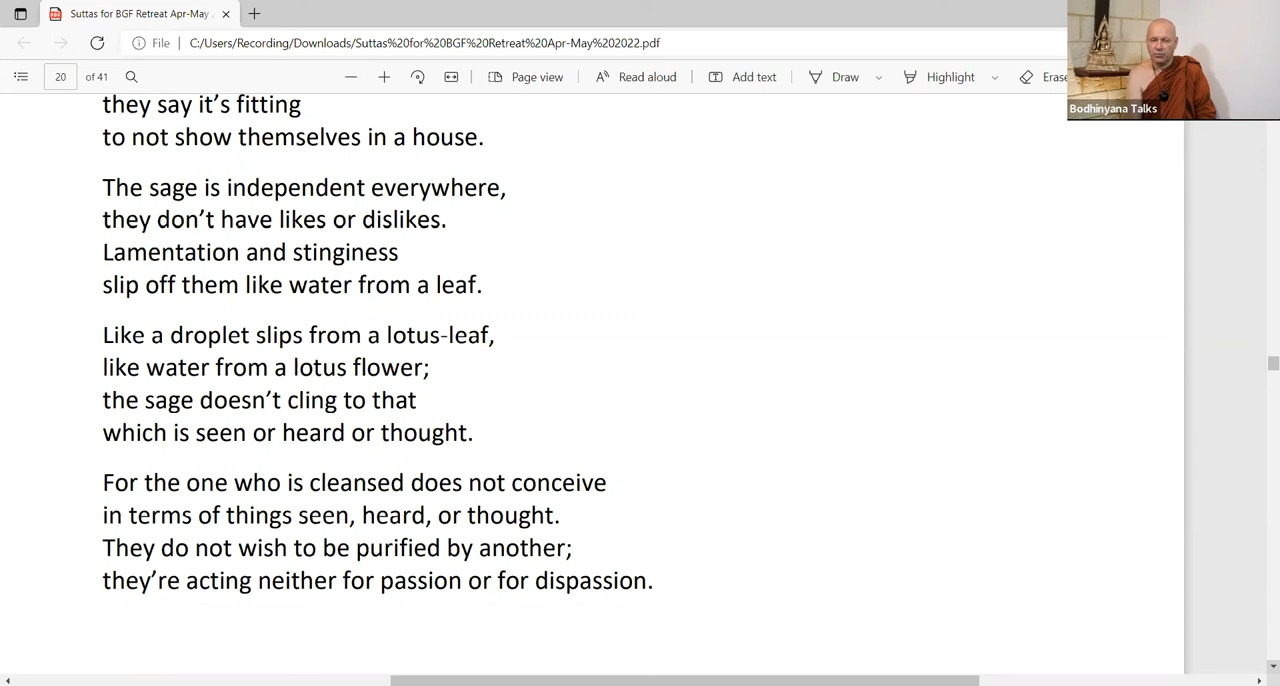 Suttas for BGF Retreat Apr-May
File C:/Users/Recording/Downloads/Suttas%20for%20BGF%20Retreat%20Apr-May%202022.pdf
20 of 41 Page view Read aloud Add text Draw Highlight Erase
Bodhinyana Talks
they say it's fitting
to not show themselves in a house.
The sage is independent everywhere,
they don't have likes or dislikes.
Lamentation and stinginess
slip off them like water from a leaf.
Like a droplet slips from a lotus-leaf,
like water from a lotus flower;
the sage doesn't cling to that
which is seen or heard or thought.
For the one who is cleansed does not conceive
in terms of things seen, heard, or thought.
They do not wish to be purified by another;
they're acting neither for passion or for dispassion.